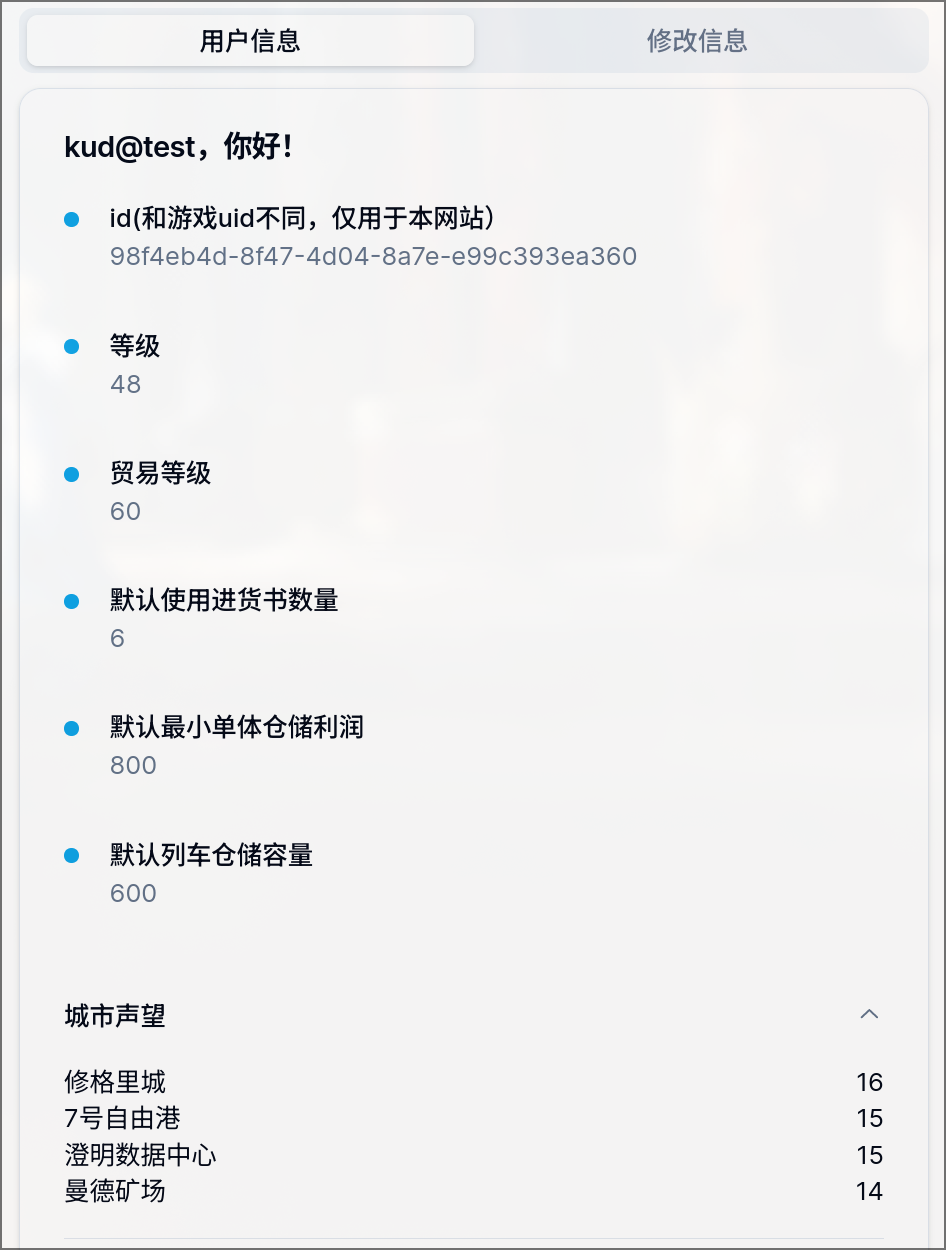 用户信息
修改信息
kud@test，你好！
id(和游戏uid不同，仅用于本网站）
98f4eb4d-8f47-4d04-8a7e-e99c393ea360
等级
48
贸易等级
60
默认使用进货书数量
6
默认最小单体仓储利润
800
默认列车仓储容量
600
城市声望
修格里城 16
7号自由港 15
澄明数据中心 15
曼德矿场 14